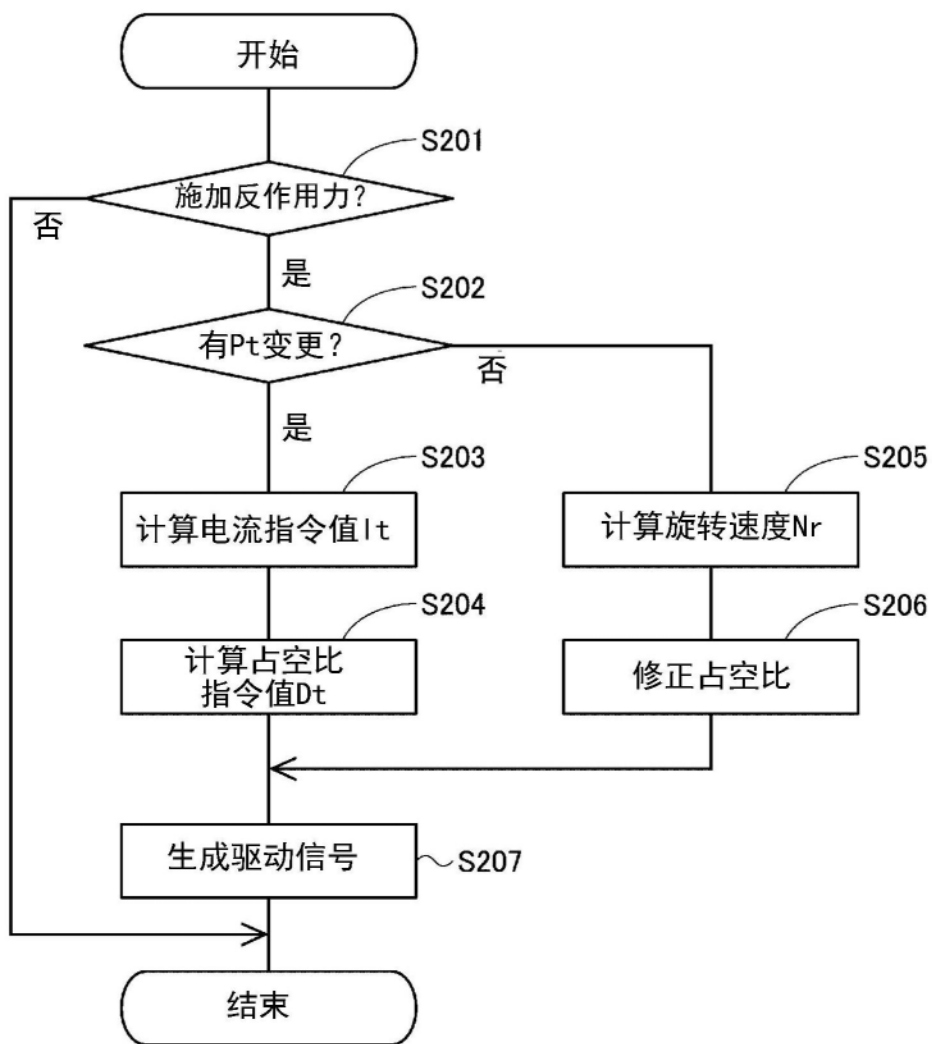 开始
S201
施加反作用力?
否
是
S202
有Pt变更?
否
是
S203
计算电流指令值It
S205
计算旋转速度Nr
S204
计算占空比
指令值Dt
S206
修正占空比
生成驱动信号
S207
结束